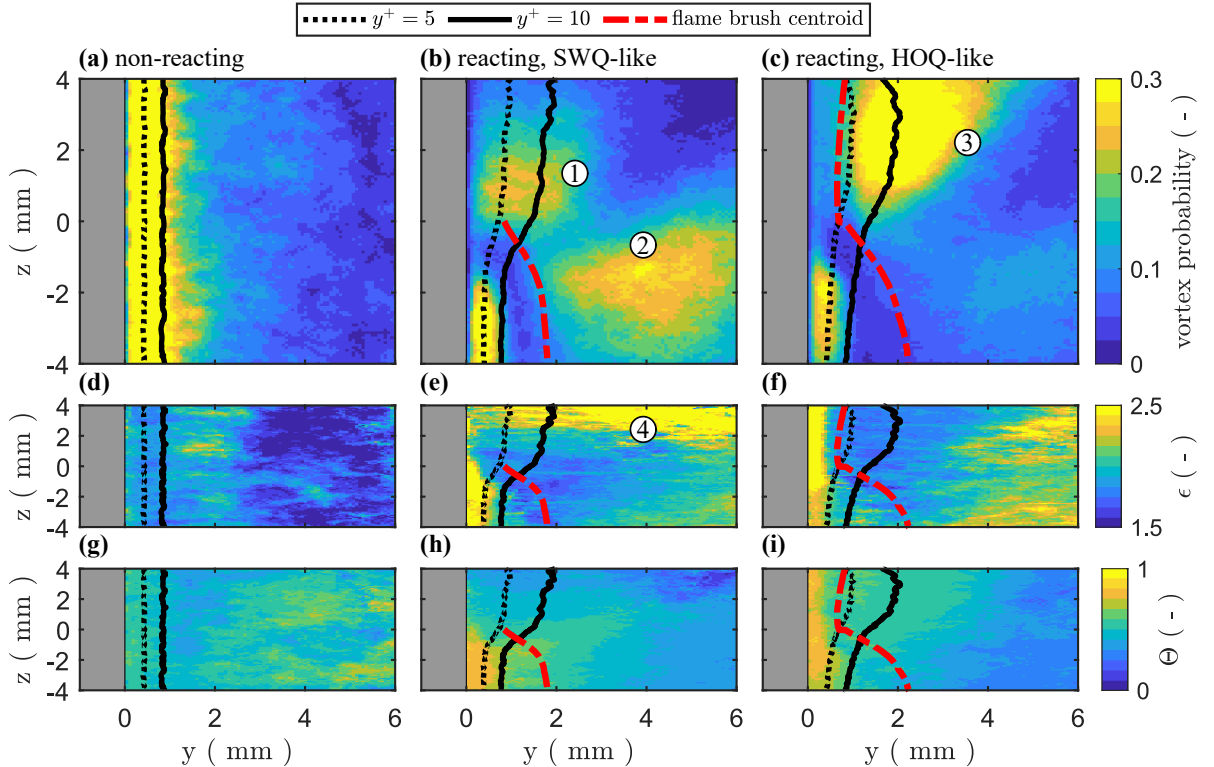 y⁺ = 5 y⁺ = 10 flame brush centroid
(a) non-reacting (b) reacting, SWQ-like (c) reacting, HOQ-like
4
2
0
-2
-4
z ( mm )
1
2
3
0.3
0.2
0.1
0
vortex probability ( - )
(d) (e) (f)
4
2
0
-2
-4
z ( mm )
4
2.5
1.5
ϵ ( - )
(g) (h) (i)
4
2
0
-2
-4
z ( mm )
1
0
Θ ( - )
0 2 4 6 0 2 4 6 0 2 4 6
y ( mm ) y ( mm ) y ( mm )